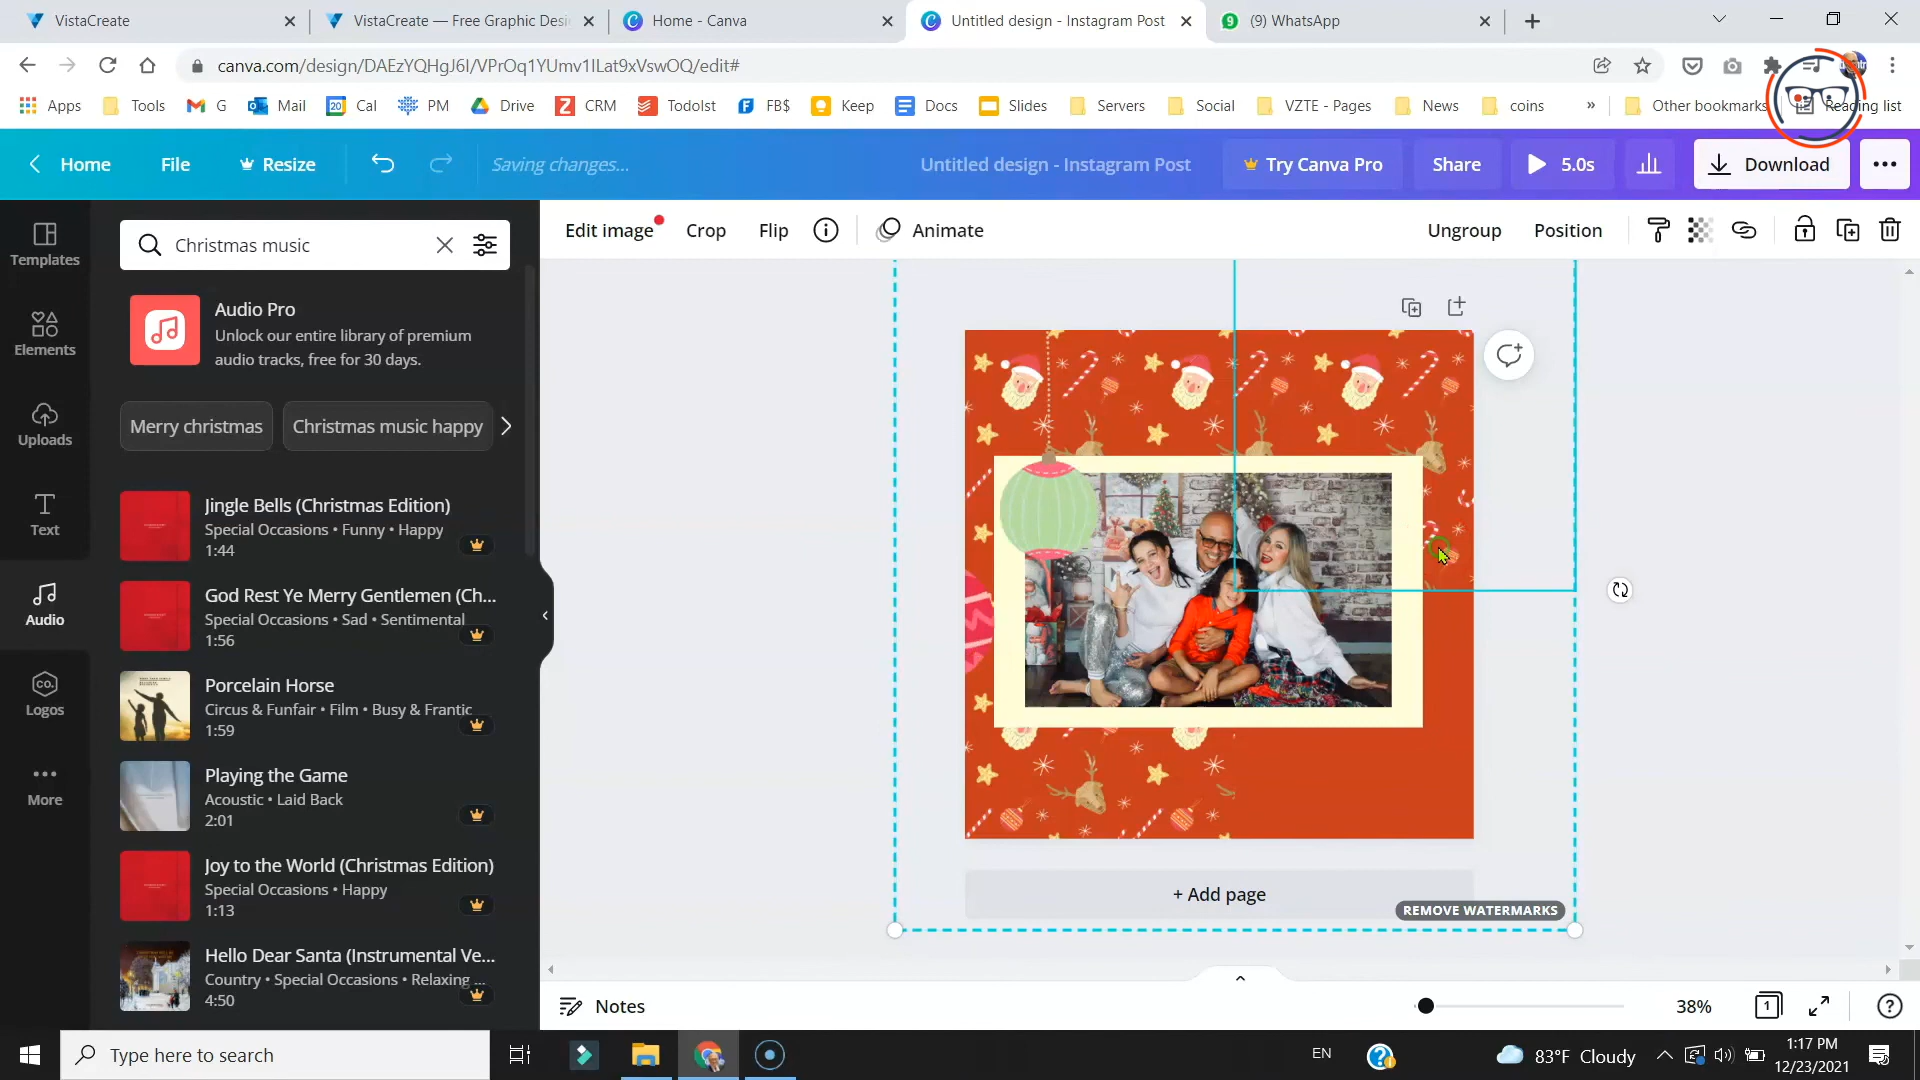 VistaCreate
VistaCreate — Free Graphic Desi
Home - Canva
Untitled design - Instagram Post
(9) WhatsApp
canva.com/design/DAEzYQHgJ6I/VPrOq1YUmv1ILat9xVswOQ/edit#
Apps
Tools
G
Mail
Cal
PM
Drive
CRM
TodoIst
FB$
Keep
Docs
Slides
Servers
Social
VZTE - Pages
News
coins
»
Other bookmarks
Reading list
Home
File
Resize
Saving changes...
Untitled design - Instagram Post
Try Canva Pro
Share
5.0s
Download
Templates
Elements
Uploads
Text
Audio
CO.
Logos
More
Christmas music
Audio Pro
Unlock our entire library of premium
audio tracks, free for 30 days.
Merry christmas
Christmas music happy
Jingle Bells (Christmas Edition)
Special Occasions • Funny • Happy
1:44
God Rest Ye Merry Gentlemen (Ch...
Special Occasions • Sad • Sentimental
1:56
Porcelain Horse
Circus & Funfair • Film • Busy & Frantic
1:59
Playing the Game
Acoustic • Laid Back
2:01
Joy to the World (Christmas Edition)
Special Occasions • Happy
1:13
Hello Dear Santa (Instrumental Ve...
Country • Special Occasions • Relaxing ...
4:50
Edit image
Crop
Flip
Animate
Ungroup
Position
+ Add page
REMOVE WATERMARKS
Notes
38%
1
Type here to search
EN
83°F Cloudy
1:17 PM
12/23/2021